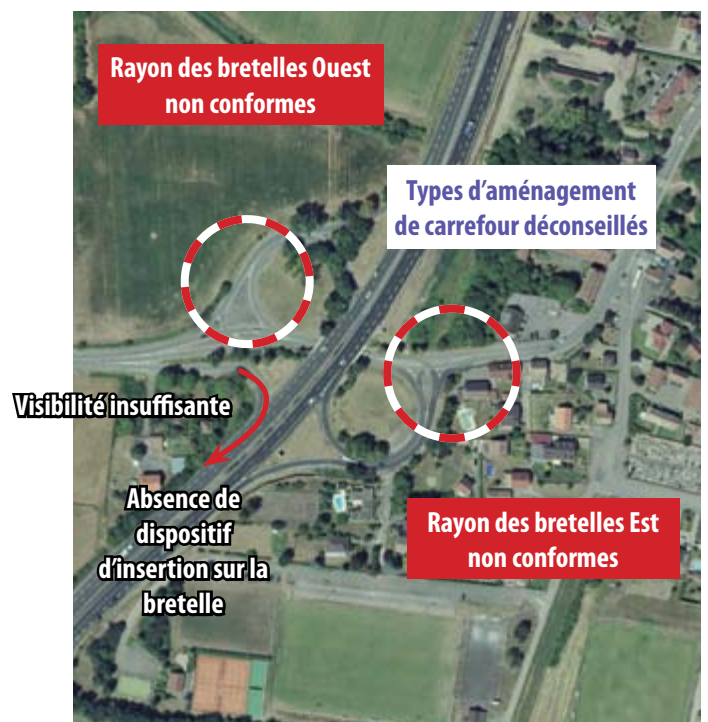 Rayon des bretelles Ouest
non conformes
Types d’aménagement
de carrefour déconseillés
Visibilité insuffisante
Absence de
dispositif
d’insertion sur la
bretelle
Rayon des bretelles Est
non conformes